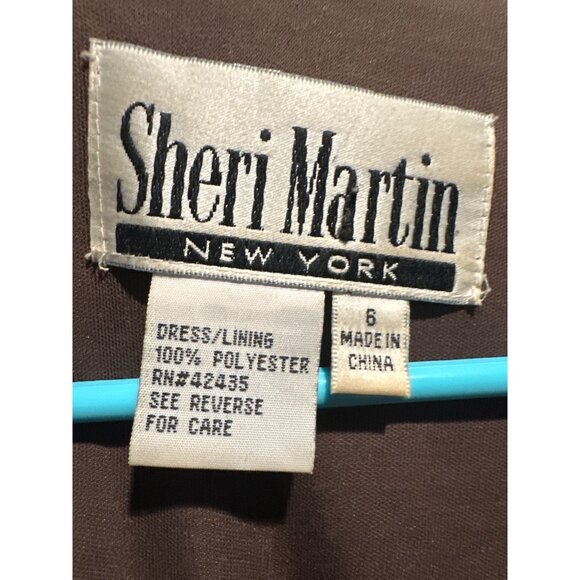 Sheri Martin
NEW YORK
DRESS/LINING
100% POLYESTER
RN#42435
SEE REVERSE
FOR CARE
6
MADE IN
CHINA